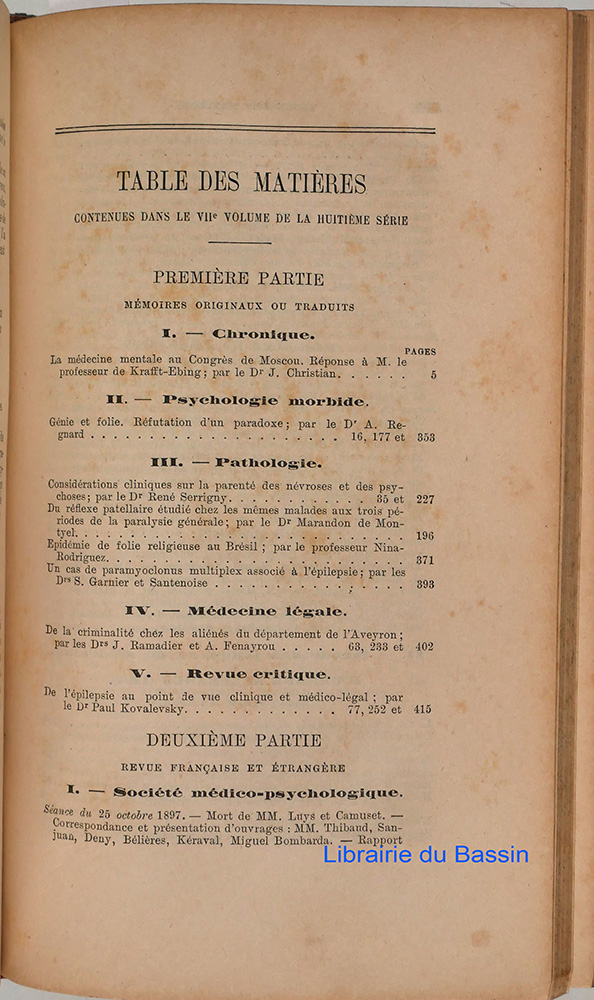 TABLE DES MATIÈRES
CONTENUES DANS LE VIIe VOLUME DE LA HUITIÈME SÉRIE
PREMIÈRE PARTIE
MÉMOIRES ORIGINAUX OU TRADUITS
I. — Chronique.
PAGES
La médecine mentale au Congrès de Moscou. Réponse à M. le
professeur de Krafft-Ebing; par le Dr J. Christian. . . . . . . 5
II. — Psychologie morbide.
Génie et folie. Réfutation d'un paradoxe; par le Dr A. Re-
gnard . . . . . . . . . . . . . . . . . . . . 16, 177 et 353
III. — Pathologie.
Considérations cliniques sur la parenté des névroses et des psy-
choses; par le Dr René Serrigny. . . . . . . . . . . . 35 et 227
Du réflexe patellaire étudié chez les mêmes malades aux trois pé-
riodes de la paralysie générale; par le Dr Marandon de Mon-
tyel. . . . . . . . . . . . . . . . . . . . . . . . . . 196
Epidémie de folie religieuse au Brésil ; par le professeur Nina-
Rodriguez. . . . . . . . . . . . . . . . . . . . . . . 371
Un cas de paramyoclonus multiplex associé à l'épilepsie; par les
Drs S. Garnier et Santenoise . . . . . . . . . . . . . . . 393
IV. — Médecine légale.
De la criminalité chez les aliénés du département de l'Aveyron;
par les Drs J. Ramadier et A. Fenayrou . . . . . 63, 233 et 402
V. — Revue critique.
De l'épilepsie au point de vue clinique et médico-légal ; par
le Dr Paul Kovalevsky. . . . . . . . . . . . . 77, 252 et 415
DEUXIÈME PARTIE
REVUE FRANÇAISE ET ÉTRANGÈRE
I. — Société médico-psychologique.
Séance du 25 octobre 1897. — Mort de MM. Luys et Camuset. —
Correspondance et présentation d'ouvrages : MM. Thibaud, San-
juan, Deny, Bélières, Kéraval, Miguel Bombarda. — Rapport
Librairie du Bassin